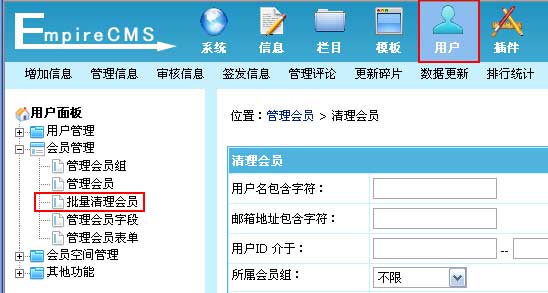 EmpireCMS
系统 信息 栏目 模板 用户 插件
增加信息 管理信息 审核信息 签发信息 管理评论 更新碎片 数据更新 排行统计
用户面板
用户管理
会员管理
管理会员组
管理会员
批量清理会员
管理会员字段
管理会员表单
会员空间管理
其他功能
位置：管理会员 > 清理会员
清理会员
用户名包含字符：
邮箱地址包含字符：
用户ID 介于： --
所属会员组： 不限